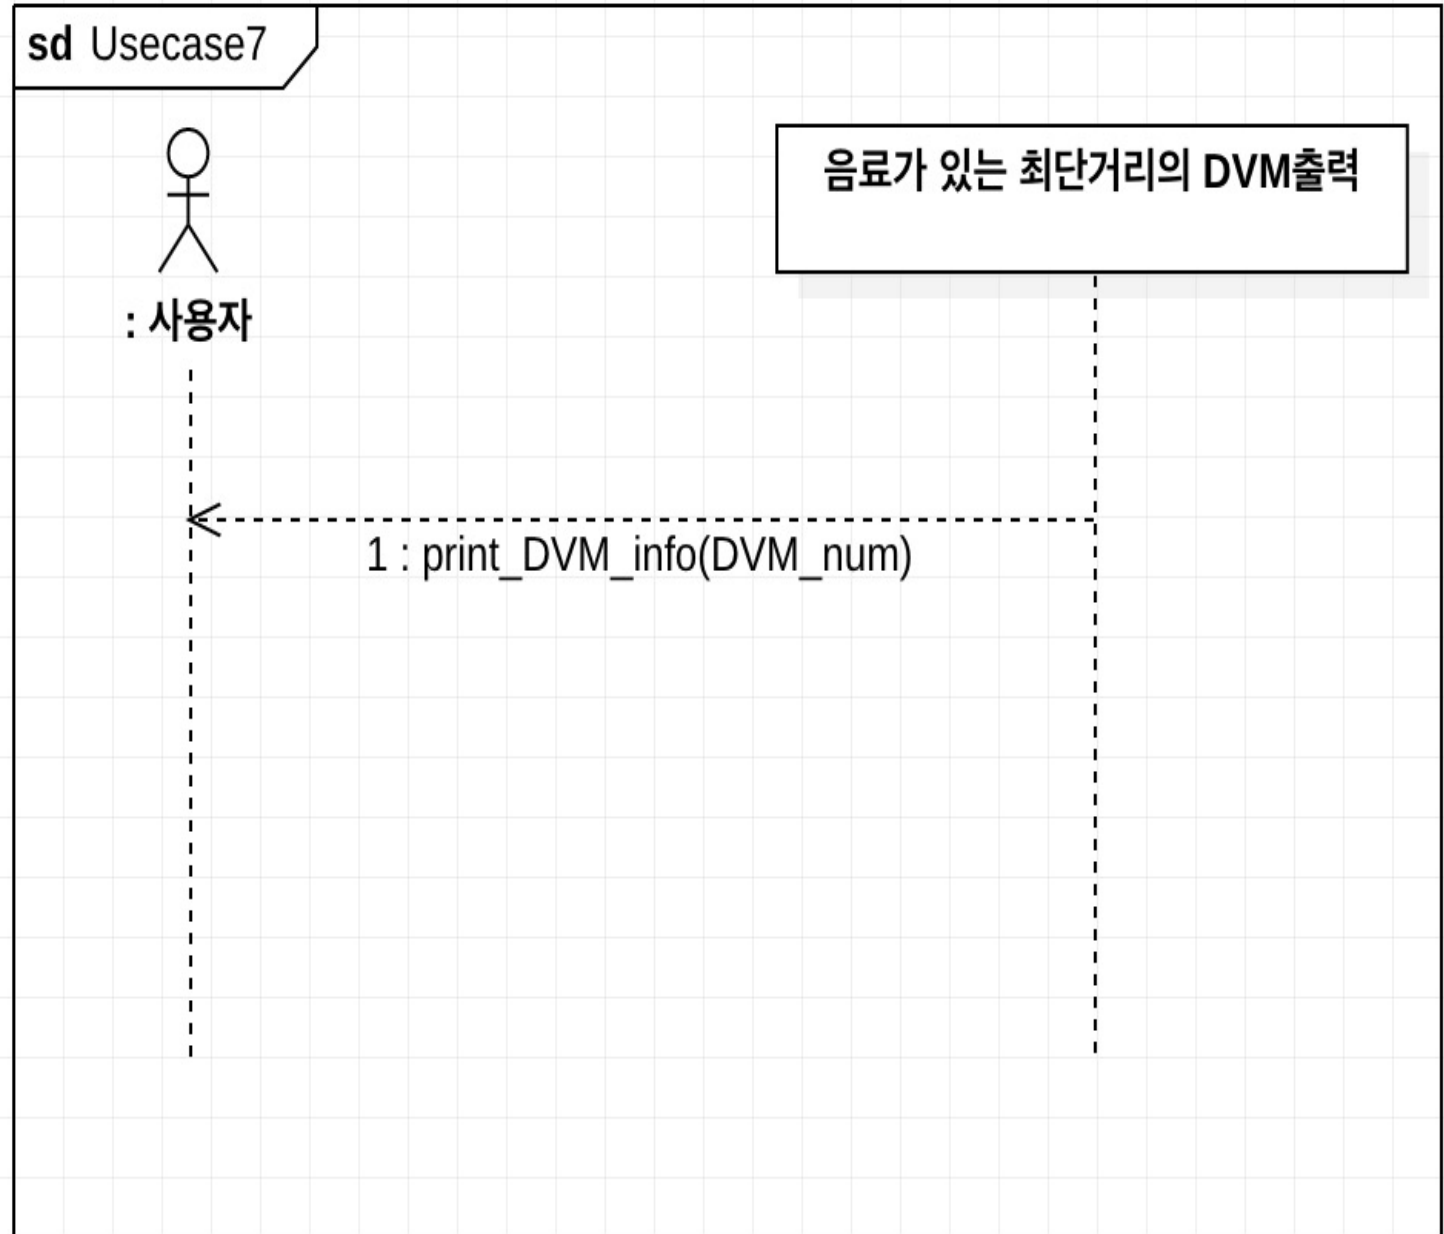 sd Usecase7
음료가 있는 최단거리의 DVM출력
: 사용자
1 : print_DVM_info(DVM_num)